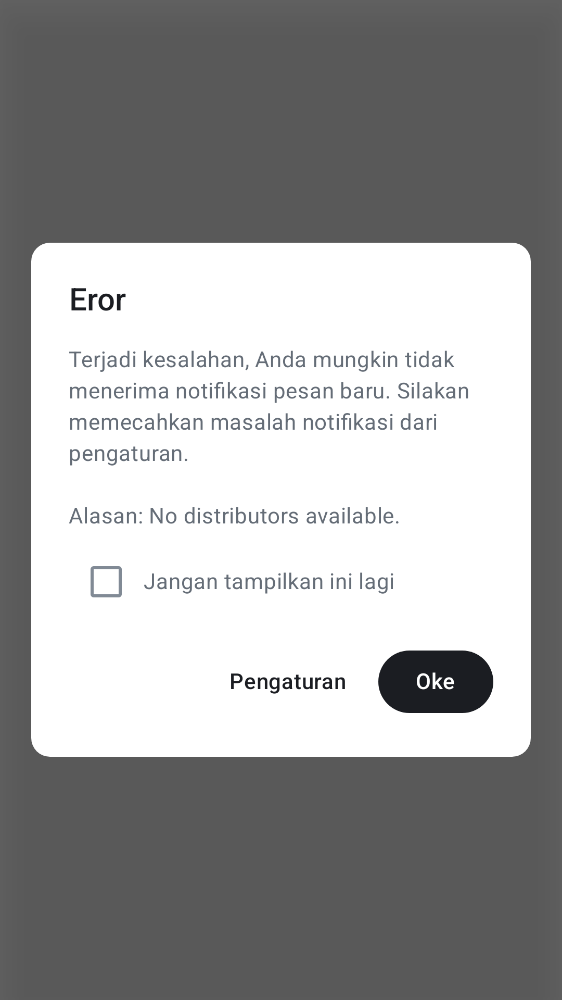 Eror
Terjadi kesalahan, Anda mungkin tidak
menerima notifikasi pesan baru. Silakan
memecahkan masalah notifikasi dari
pengaturan.
Alasan: No distributors available.
Jangan tampilkan ini lagi
Pengaturan
Oke